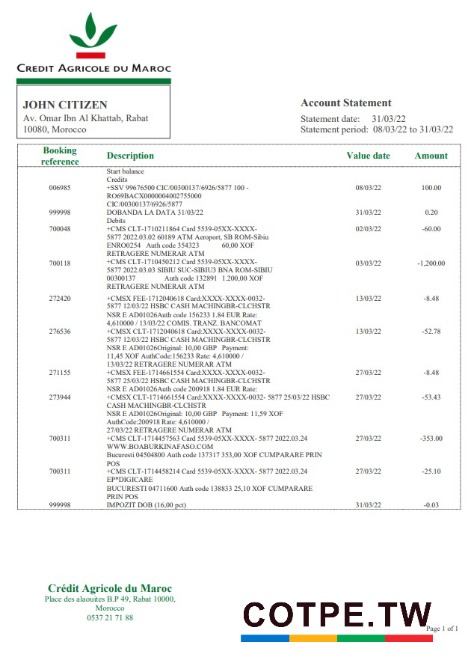 CREDIT AGRICOLE DU MAROC
JOHN CITIZEN
Av. Omar Ibn Al Khattab, Rabat
10080, Morocco
Account Statement
Statement date: 31/03/22
Statement period: 08/03/22 to 31/03/22
Booking reference Description Value date Amount
Start balance
Credits
006985 +SSV 99676500 CIC/00300137/6926/5877 100 - 08/03/22 100.00
RO69BACX0000004002755000
CIC/00300137/6926/5877
999998 DOBANDA LA DATA 31/03/22 31/03/22 0.20
Debits
700048 +CMS CLT-1710211864 Card 5539-05XX-XXXX- 02/03/22 -60.00
5877 2022.03.02 60189 ATM Aeroport, SB ROM-Sibiu
ENRO0254 Auth code 354323 60,00 XOF
RETRAGERE NUMERAR ATM
700118 +CMS CLT-1710450212 Card 5539-05XX-XXXX- 03/03/22 -1,200.00
5877 2022.03.03 SIBIU SUC-SIBIU3 BNA ROM-SIBIU
00300137 Auth code 132891 1.200,00 XOF
RETRAGERE NUMERAR ATM
272420 +CMSX FEE-1712040618 Card:XXXX-XXXX-0032- 13/03/22 -8.48
5877 12/03/22 HSBC CASH MACHINGBR-CLCHSTR
NSR E AD01026Auth code 156233 1.84 EUR Rate:
4,610000 / 13/03/22 COMIS. TRANZ. BANCOMAT
276536 +CMSX CLT-1712040618 Card:XXXX-XXXX-0032- 13/03/22 -52.78
5877 12/03/22 HSBC CASH MACHINGBR-CLCHSTR
NSR E AD01026Original: 10,00 GBP Payment:
11,45 XOF AuthCode:156233 Rate: 4,610000 /
13/03/22 RETRAGERE NUMERAR ATM
271155 +CMSX FEE-1714661554 Card:XXXX-XXXX-0032- 27/03/22 -8.48
5877 25/03/22 HSBC CASH MACHINGBR-CLCHSTR
NSR E AD01026Auth code 200918 1.84 EUR Rate:
273944 +CMSX CLT-1714661554 Card:XXXX-XXXX-0032- 5877 25/03/22 HSBC 27/03/22 -53.43
CASH MACHINGBR-CLCHSTR
NSR E AD01026Original: 10,00 GBP Payment: 11,59 XOF
AuthCode:200918 Rate: 4,610000 /
27/03/22 RETRAGERE NUMERAR ATM
700311 +CMS CLT-1714457563 Card 5539-05XX-XXXX- 5877 2022.03.24 27/03/22 -353.00
WWW.BOABURKINAFASO.COM
Bucuresti 04504800 Auth code 137317 353,00 XOF CUMPARARE PRIN
POS
700311 +CMS CLT-1714458214 Card 5539-05XX-XXXX- 5877 2022.03.24 27/03/22 -25.10
EP*DIGICARE
BUCURESTI 04711600 Auth code 138833 25,10 XOF CUMPARARE
PRIN POS
999998 IMPOZIT DOB (16,00 pct) 31/03/22 -0.03
Crédit Agricole du Maroc
Place des alaouites B.P 49, Rabat 10000,
Morocco
0537 21 71 88
COTPE.TW
Page 1 of 1